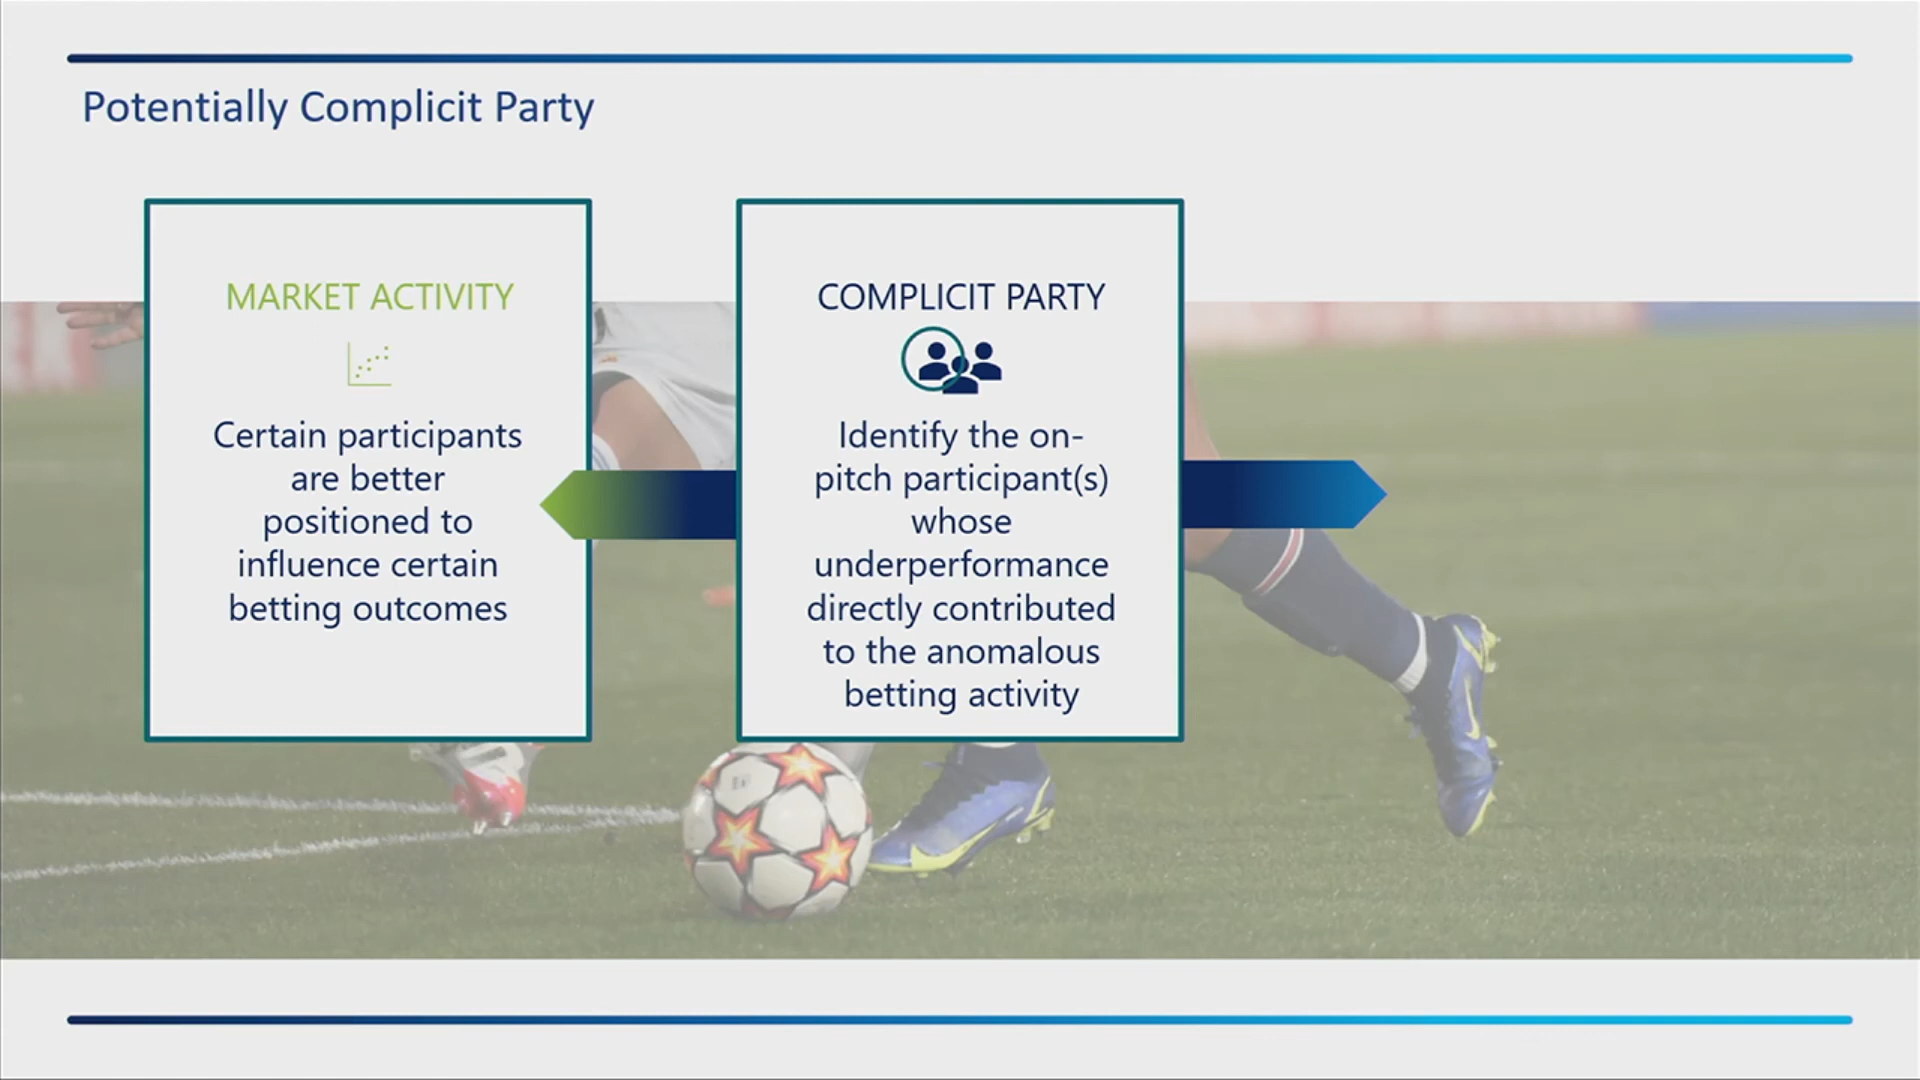 Potentially Complicit Party
MARKET ACTIVITY
Certain participants
are better
positioned to
influence certain
betting outcomes
COMPLICIT PARTY
Identify the on-
pitch participant(s)
whose
underperformance
directly contributed
to the anomalous
betting activity